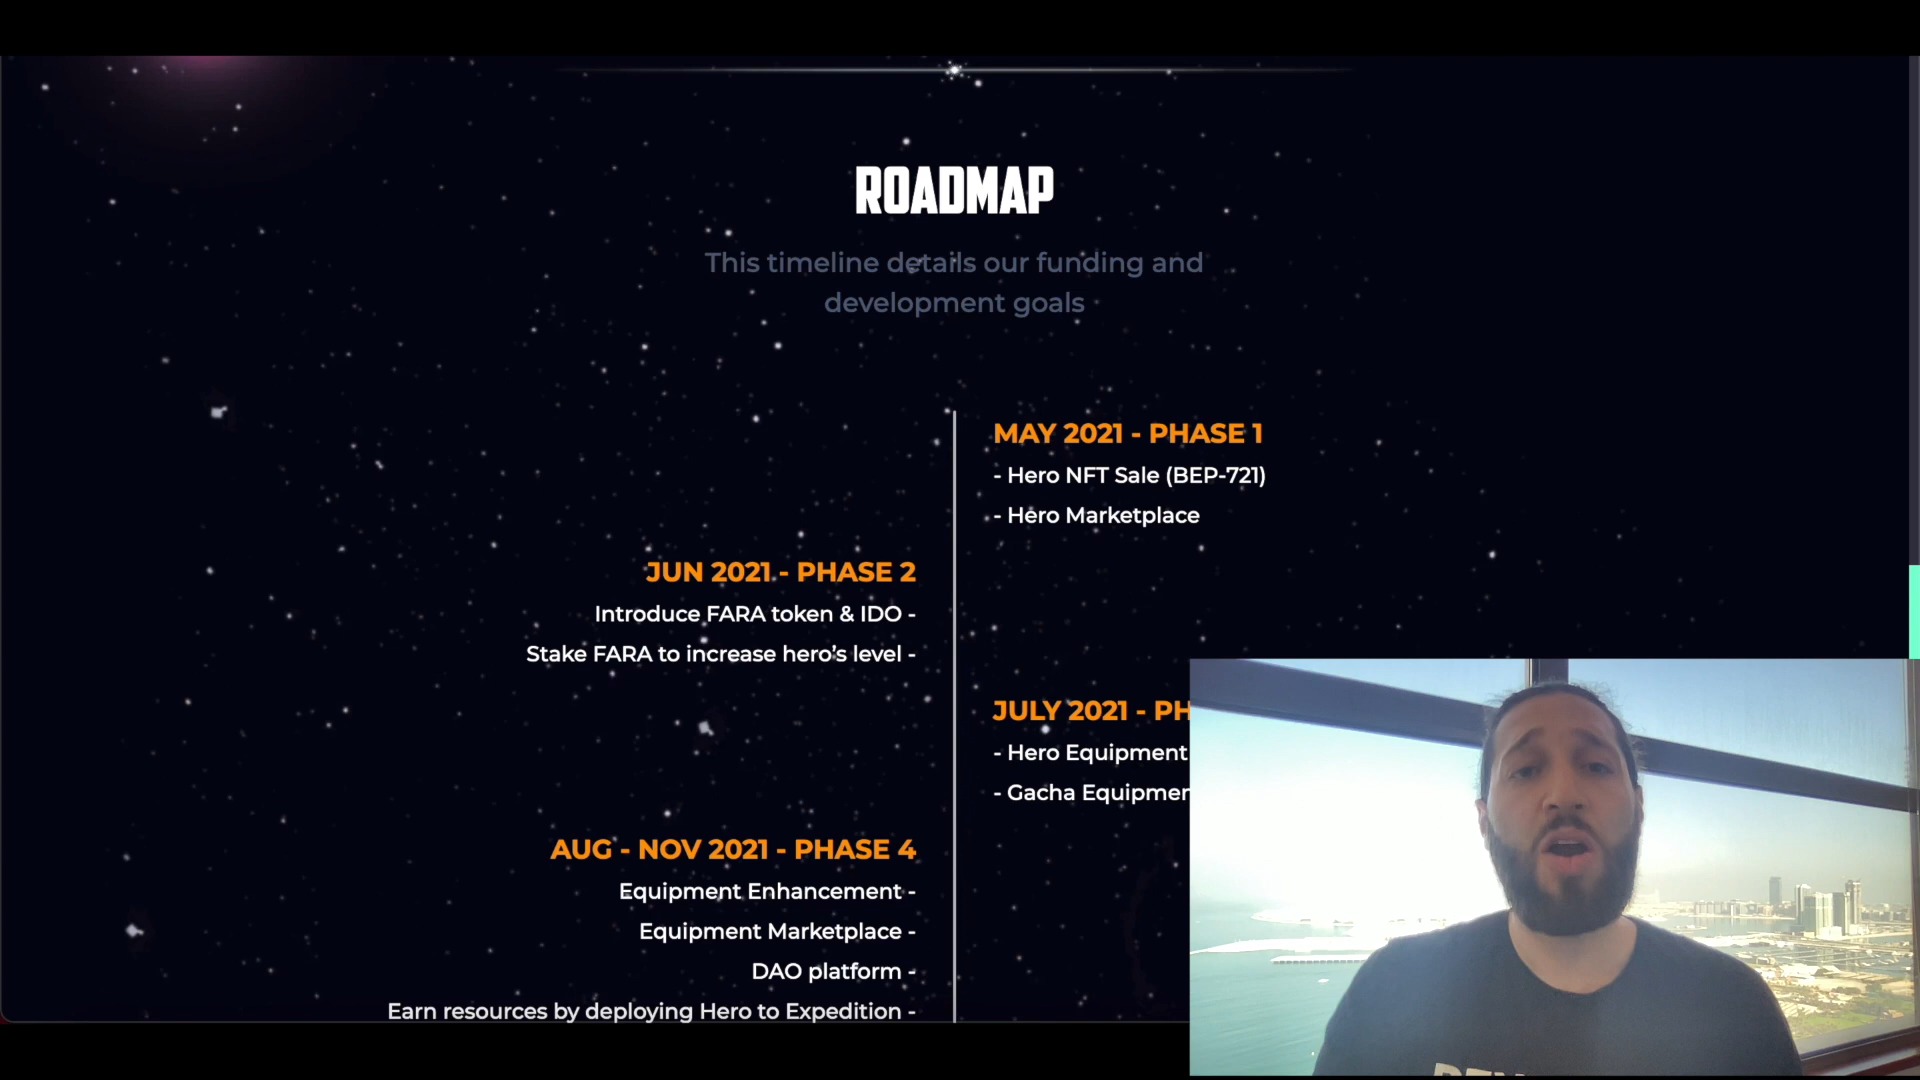 ROADMAP
This timeline details our funding and
development goals
MAY 2021 - PHASE 1
- Hero NFT Sale (BEP-721)
- Hero Marketplace
JUN 2021 - PHASE 2
Introduce FARA token & IDO -
Stake FARA to increase hero's level -
JULY 2021 -
- Hero Equipment
- Gacha
AUG - NOV 2021 - PHASE 4
Equipment Enhancement -
Equipment Marketplace -
DAO platform -
Earn resources by deploying Hero to Expedition -